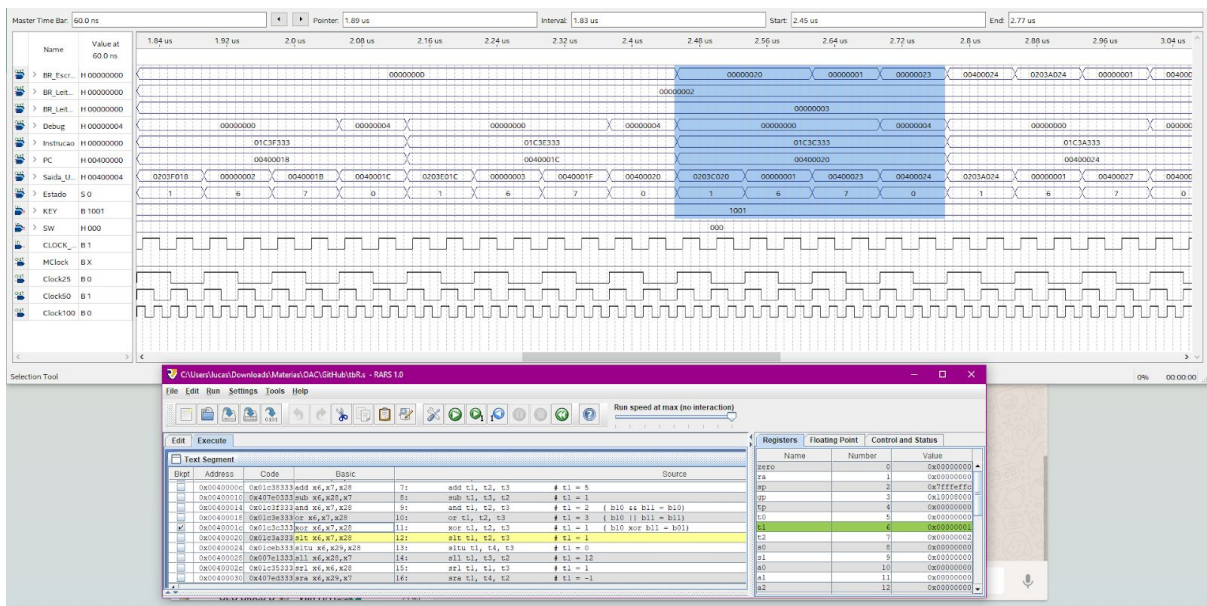 Master Time Bar: 60.0 ns Pointer: 1.89 us Interval: 1.83 us Start: 2.45 us End: 2.77 us
Name Value at 60.0 ns 1.84 us 1.92 us 2.0 us 2.08 us 2.16 us 2.24 us 2.32 us 2.4 us 2.48 us 2.56 us 2.64 us 2.72 us 2.8 us 2.88 us 2.96 us 3.04 us
BR_Escr... H 00000000 00000000 00000020 00000001 00000023 00400024 0203A024 00000001 004000
BR_Leit... H 00000000 00000002
BR_Leit... H 00000000 00000003
Debug H 00000004 00000000 00000004 00000000 00000004 00000000 00000004 00000000 000000
Instrucao H 00000000 01C3F333 01C3E333 01C3C333 01C3A333
PC H 00400000 00400018 0040001C 00400020 00400024
Saida_U... H 00400004 0203F018 00000002 0040001B 0040001C 0203E01C 00000003 0040001F 00400020 0203C020 00000001 00400023 00400024 0203A024 00000001 00400027 004000
Estado S 0 1 6 7 0 1 6 7 0 1 6 7 0 1 6 7 0
KEY B 1001 1001
SW H 000 000
CLOCK_... B 1
MClock B X
Clock25 B 0
Clock50 B 1
Clock100 B 0
Selection Tool 0% 00:00:00
C:\Users\lucas\Downloads\Materias\OAC\GitHub\tbR.s - RARS 1.0
File Edit Run Settings Tools Help
Run speed at max (no interaction)
Edit Execute
Registers Floating Point Control and Status
Text Segment
Name Number Value
Bkpt Address Code Basic Source
zero 0 0x00000000
ra 1 0x00000000
sp 2 0x7fffeffc
gp 3 0x10008000
tp 4 0x00000000
t0 5 0x00000000
t1 6 0x00000001
t2 7 0x00000002
s0 8 0x00000000
s1 9 0x00000000
a0 10 0x00000000
a1 11 0x00000000
a2 12 0x00000000
0x0040000c 0x01c38333 add x6,x7,x28 7: add t1, t2, t3 # t1 = 5
0x00400010 0x407e0333 sub x6,x28,x7 8: sub t1, t3, t2 # t1 = 1
0x00400014 0x01c3f333 and x6,x7,x28 9: and t1, t2, t3 # t1 = 2 ( b10 && b11 = b10)
0x00400018 0x01c3e333 or x6,x7,x28 10: or t1, t2, t3 # t1 = 3 (b10 || b11 = b11)
0x0040001c 0x01c3c333 xor x6,x7,x28 11: xor t1, t2, t3 # t1 = 1 ( b10 xor b11 = b01)
0x00400020 0x01c3a333 slt x6,x7,x28 12: slt t1, t2, t3 # t1 = 1
0x00400024 0x01ceb333 sltu x6,x29,x28 13: sltu t1, t4, t3 # t1 = 0
0x00400028 0x007e1333 sll x6,x28,x7 14: sll t1, t3, t2 # t1 = 12
0x0040002c 0x01c35333 srl x6,x6,x28 15: srl t1, t1, t3 # t1 = 1
0x00400030 0x407ed333 sra x6,x29,x7 16: sra t1, t4, t2 # t1 = -1